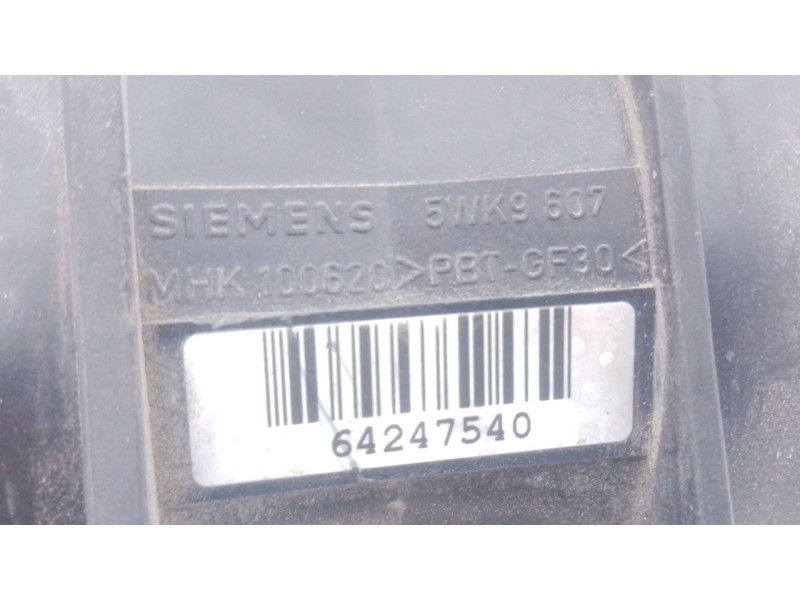 SIEMENS 5WK9 607
MHK 100620 >PBT-GF30<
64247540